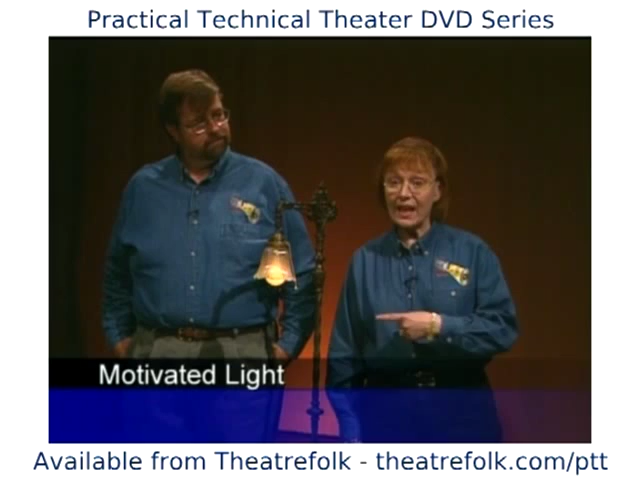 Practical Technical Theater DVD Series
Motivated Light
Available from Theatrefolk - theatrefolk.com/ptt